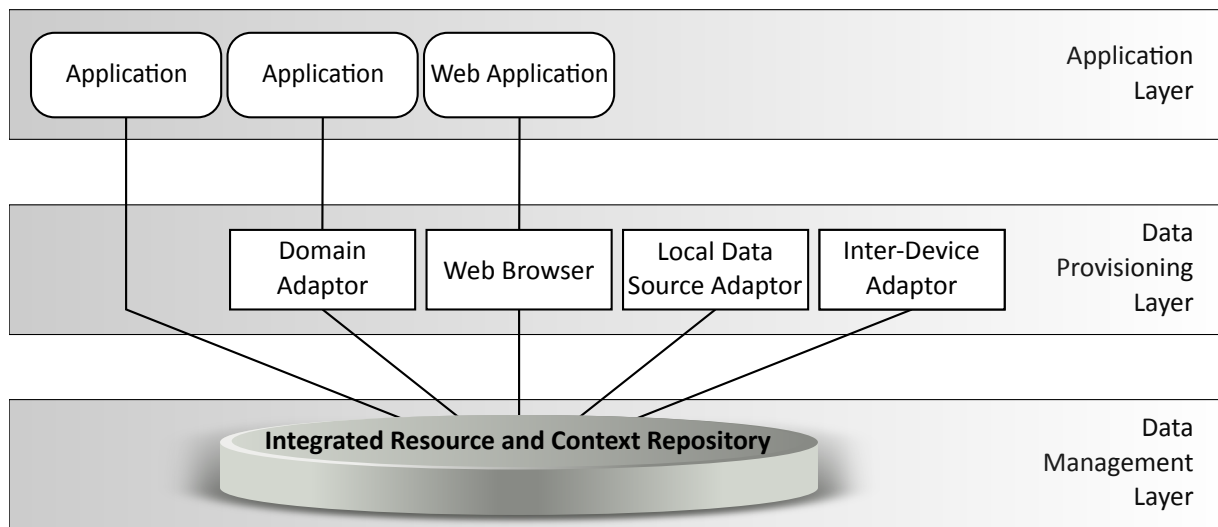 Application
Application
Web Application
Application
Layer
Domain
Adaptor
Web Browser
Local Data
Source Adaptor
Inter-Device
Adaptor
Data
Provisioning
Layer
Integrated Resource and Context Repository
Data
Management
Layer